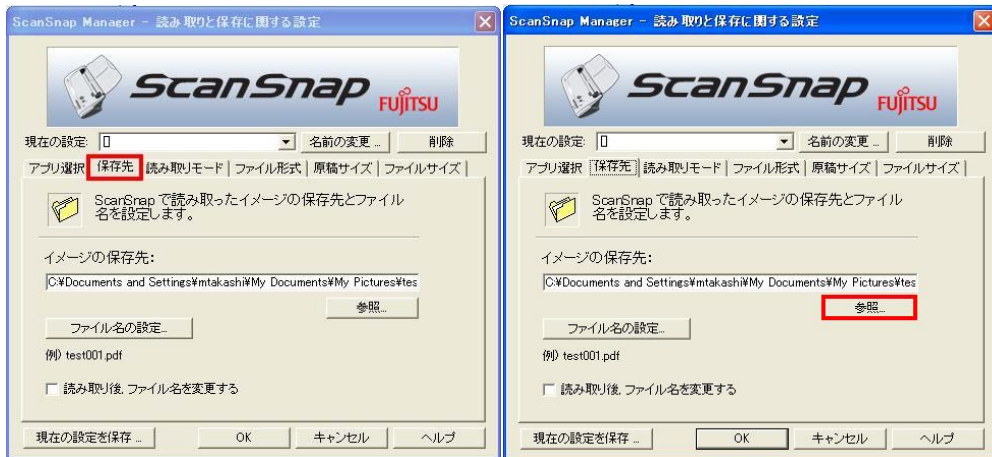 ScanSnap Manager - 読み取りと保存に関する設定
ScanSnap
FUJITSU
現在の設定: []
名前の変更 ...
削除
アプリ選択 保存先 読み取りモード ファイル形式 原稿サイズ ファイルサイズ
ScanSnap で読み取ったイメージの保存先とファイル
名を設定します。
イメージの保存先:
C:¥Documents and Settings¥mtakashi¥My Documents¥My Pictures¥tes
参照...
ファイル名の設定...
例) test001.pdf
読み取り後、ファイル名を変更する
現在の設定を保存 ...
OK
キャンセル
ヘルプ
ScanSnap Manager - 読み取りと保存に関する設定
ScanSnap
FUJITSU
現在の設定: []
名前の変更 ...
削除
アプリ選択 保存先 読み取りモード ファイル形式 原稿サイズ ファイルサイズ
ScanSnap で読み取ったイメージの保存先とファイル
名を設定します。
イメージの保存先:
C:¥Documents and Settings¥mtakashi¥My Documents¥My Pictures¥tes
参照...
ファイル名の設定...
例) test001.pdf
読み取り後、ファイル名を変更する
現在の設定を保存 ...
OK
キャンセル
ヘルプ